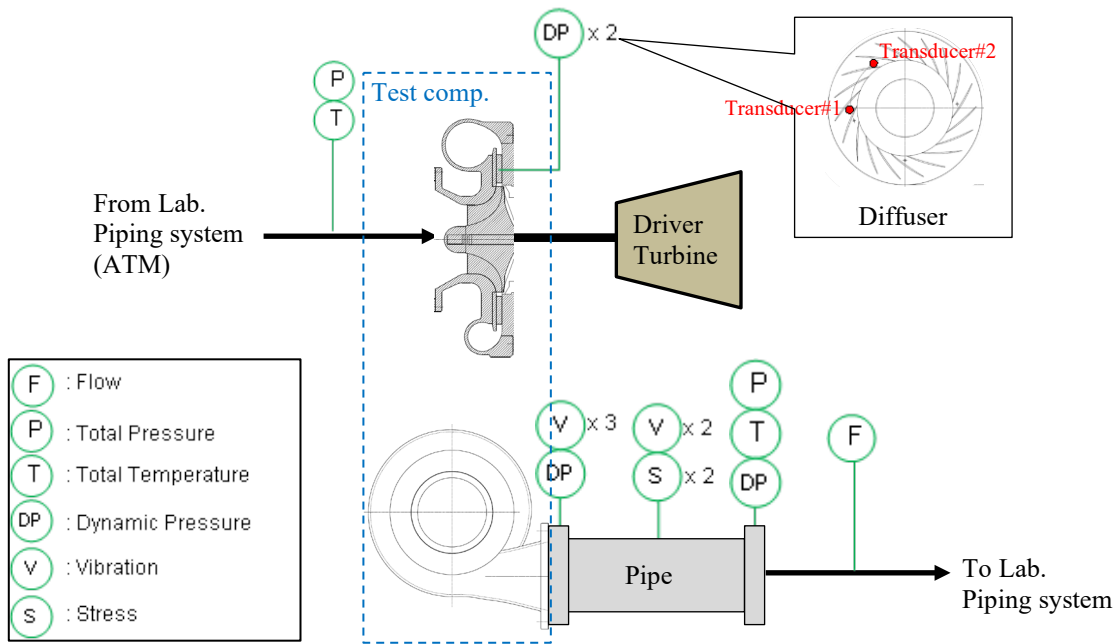 DP x 2
Transducer#2
Transducer#1
Diffuser
P
T
Test comp.
From Lab.
Piping system
(ATM)
Driver
Turbine
F : Flow
P : Total Pressure
T : Total Temperature
DP : Dynamic Pressure
V : Vibration
S : Stress
V x 3
DP
V x 2
S x 2
P
T
DP
F
Pipe
To Lab.
Piping system